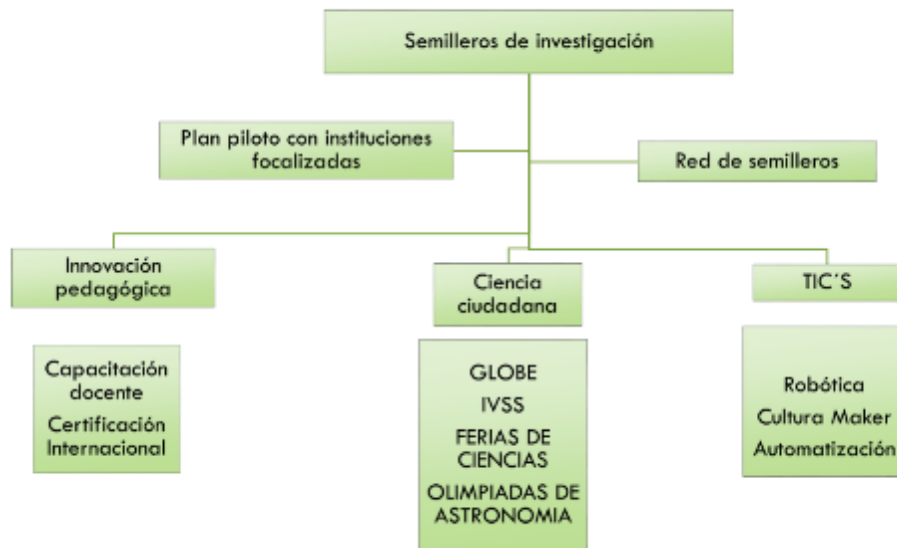 Semilleros de investigación
Plan piloto con instituciones
focalizadas
Red de semilleros
Innovación
pedagógica
Ciencia
ciudadana
TIC´S
Capacitación
docente
Certificación
Internacional
GLOBE
IVSS
FERIAS DE
CIENCIAS
OLIMPIADAS DE
ASTRONOMIA
Robótica
Cultura Maker
Automatización